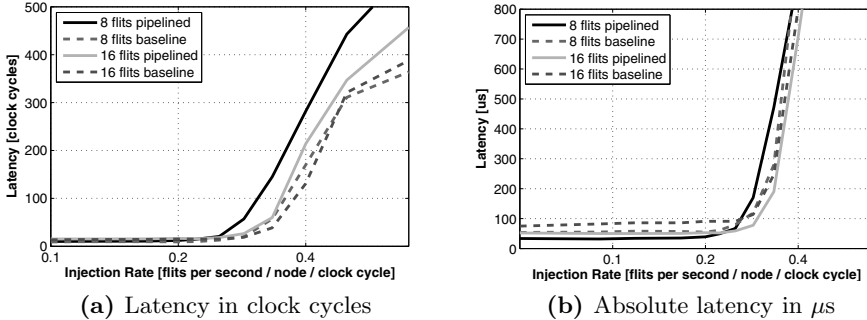 500
400
300
200
100
0
0.1
0.2
0.4
Latency [clock cycles]
Injection Rate [flits per second / node / clock cycle]
8 flits pipelined
8 flits baseline
16 flits pipelined
16 flits baseline
(a) Latency in clock cycles
800
700
600
500
400
300
200
100
0
0.1
0.2
0.4
Latency [us]
Injection Rate [flits per second / node / clock cycle]
8 flits pipelined
8 flits baseline
16 flits pipelined
16 flits baseline
(b) Absolute latency in μs